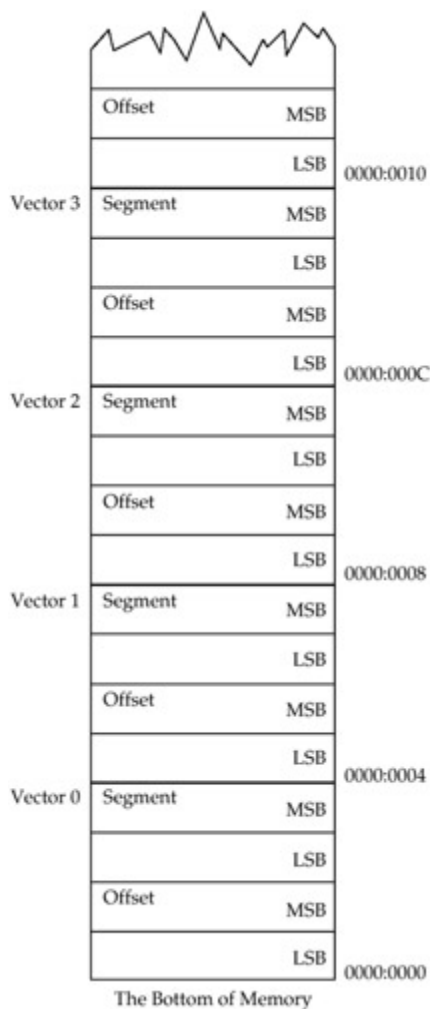 Offset MSB
LSB 0000:0010
Vector 3 Segment MSB
LSB
Offset MSB
LSB 0000:000C
Vector 2 Segment MSB
LSB
Offset MSB
LSB 0000:0008
Vector 1 Segment MSB
LSB
Offset MSB
LSB 0000:0004
Vector 0 Segment MSB
LSB
Offset MSB
LSB 0000:0000
The Bottom of Memory